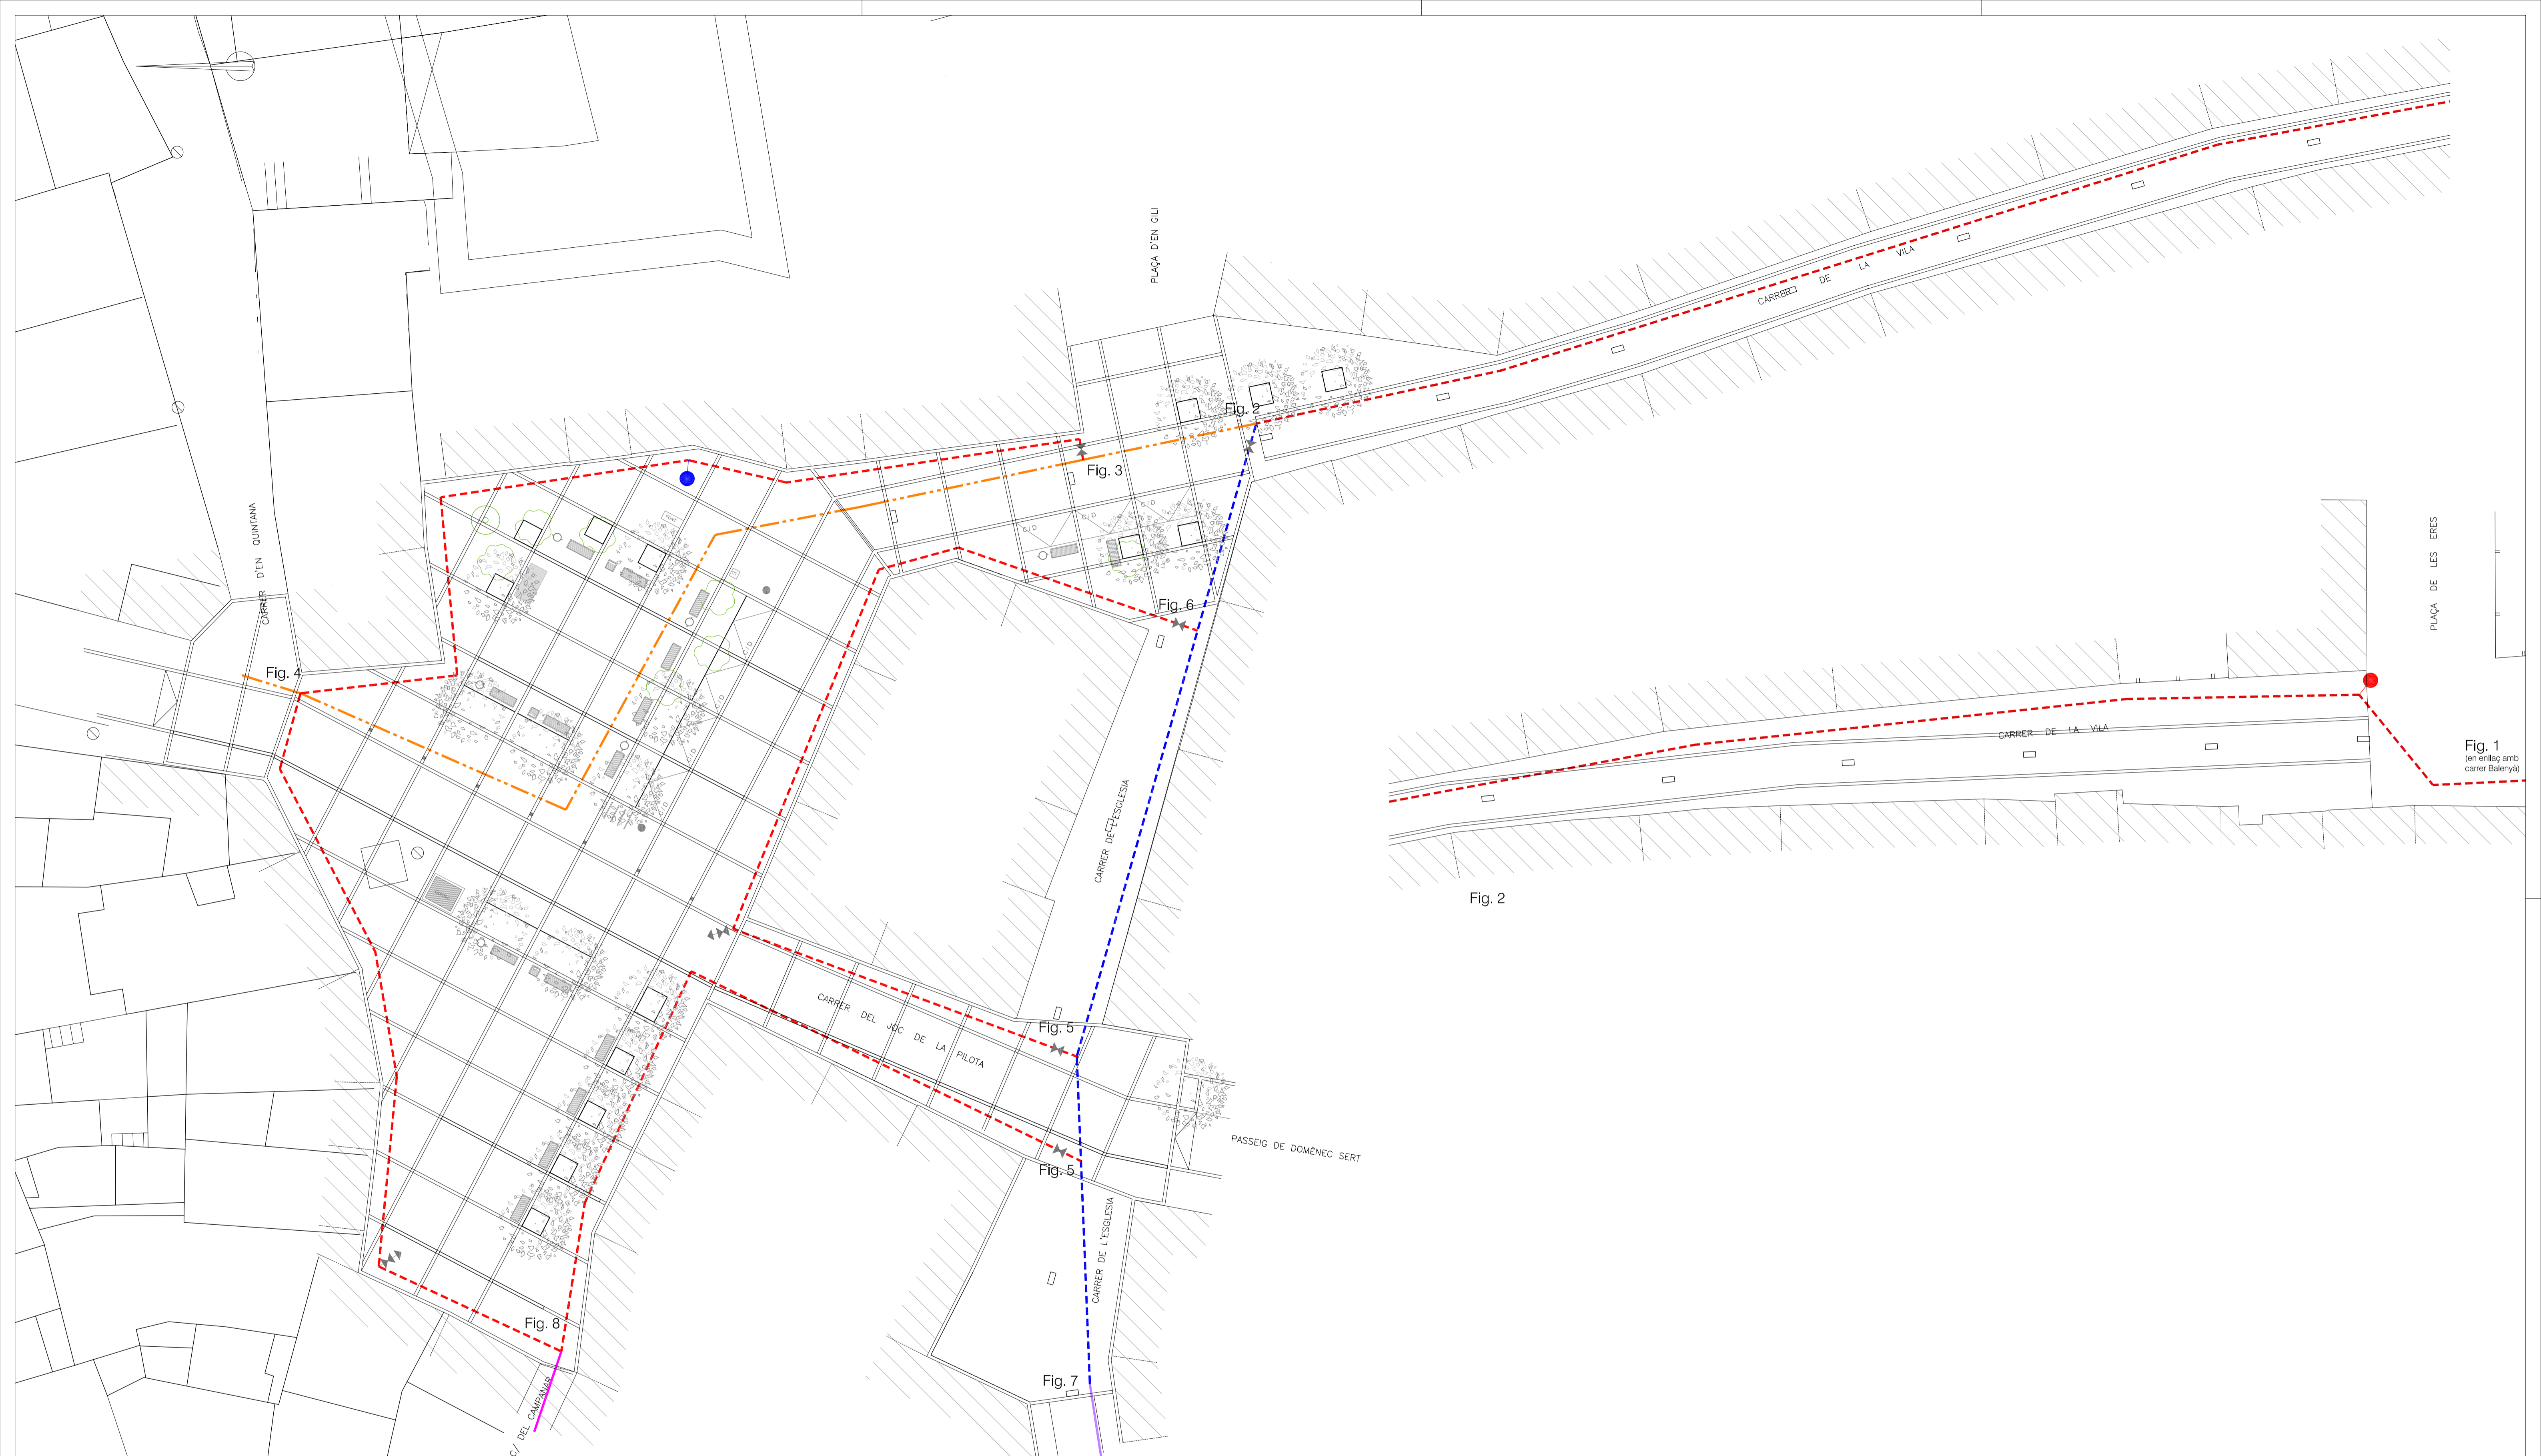 PLAÇA D'EN GILI
CARRER DE LA VILA
Fig. 2
Fig. 3
CARRER D'EN QUINTANA
FONT
C/D
C/D
C/D
PLAÇA DE LES ERES
Fig. 6
Fig. 4
C/D
C/D
C/D
C/D
CARRER DE LA VILA
Fig. 1
(en enllaç amb
carrer Balenyà)
CARRER DE L'ESGLESIA
Fig. 2
CARRER DEL JOC DE LA PILOTA
Fig. 5
Fig. 5
PASSEIG DE DOMÈNEC SERT
CARRER DE L'ESGLESIA
Fig. 8
Fig. 7
C/ DEL CAMPANAR